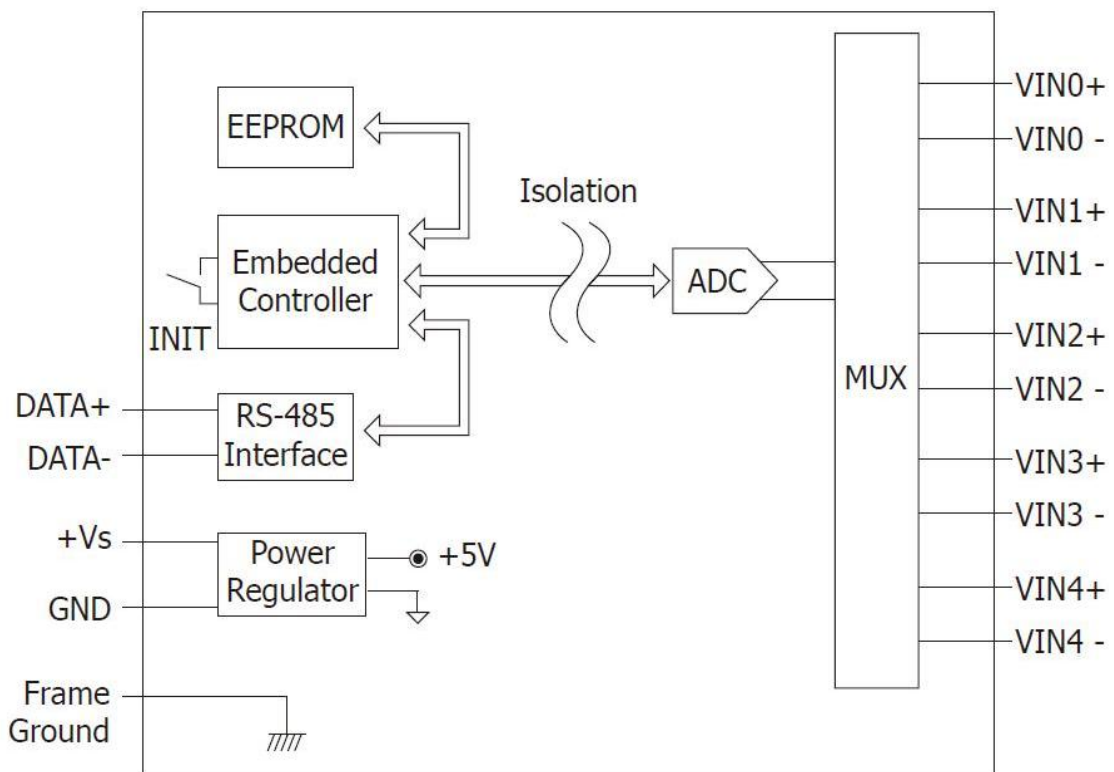 EEPROM
Isolation
Embedded
Controller
INIT
ADC
MUX
DATA+
DATA-
RS-485
Interface
+Vs
GND
Power
Regulator
+5V
Frame
Ground
VIN0+
VIN0 -
VIN1+
VIN1 -
VIN2+
VIN2 -
VIN3+
VIN3 -
VIN4+
VIN4 -